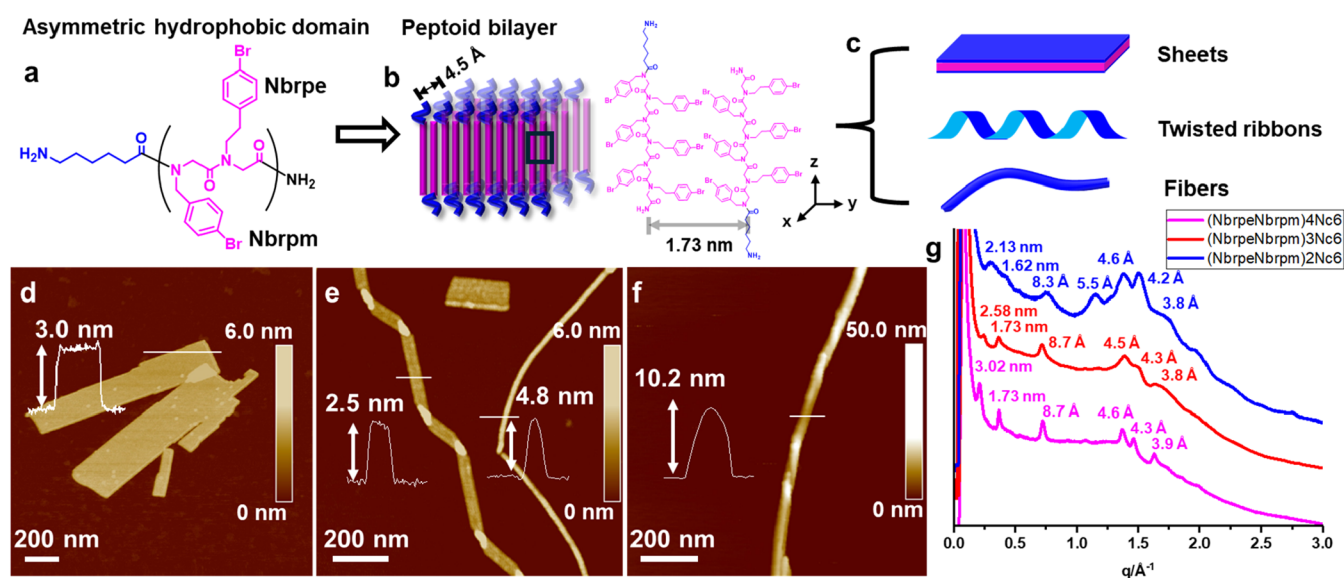 Asymmetric hydrophobic domain
a
Br
Nbrpe
NH2
O
N
O
N
O
NH2
Br
Nbrpm
Peptoid bilayer
b
4.5 Å
NH2
H2N
Br
N
O
1.73 nm
z
y
x
c
Sheets
Twisted ribbons
Fibers
d
3.0 nm
6.0 nm
0 nm
200 nm
e
2.5 nm
4.8 nm
6.0 nm
0 nm
200 nm
f
10.2 nm
50.0 nm
0 nm
200 nm
g
(NbrpeNbrpm)4Nc6
(NbrpeNbrpm)3Nc6
(NbrpeNbrpm)2Nc6
2.13 nm
1.62 nm
8.3 Å
5.5 Å
4.6 Å
4.2 Å
3.8 Å
2.58 nm
1.73 nm
8.7 Å
4.5 Å
4.3 Å
3.8 Å
3.02 nm
1.73 nm
8.7 Å
4.6 Å
4.3 Å
3.9 Å
0.0 0.5 1.0 1.5 2.0 2.5 3.0
q/Å-1